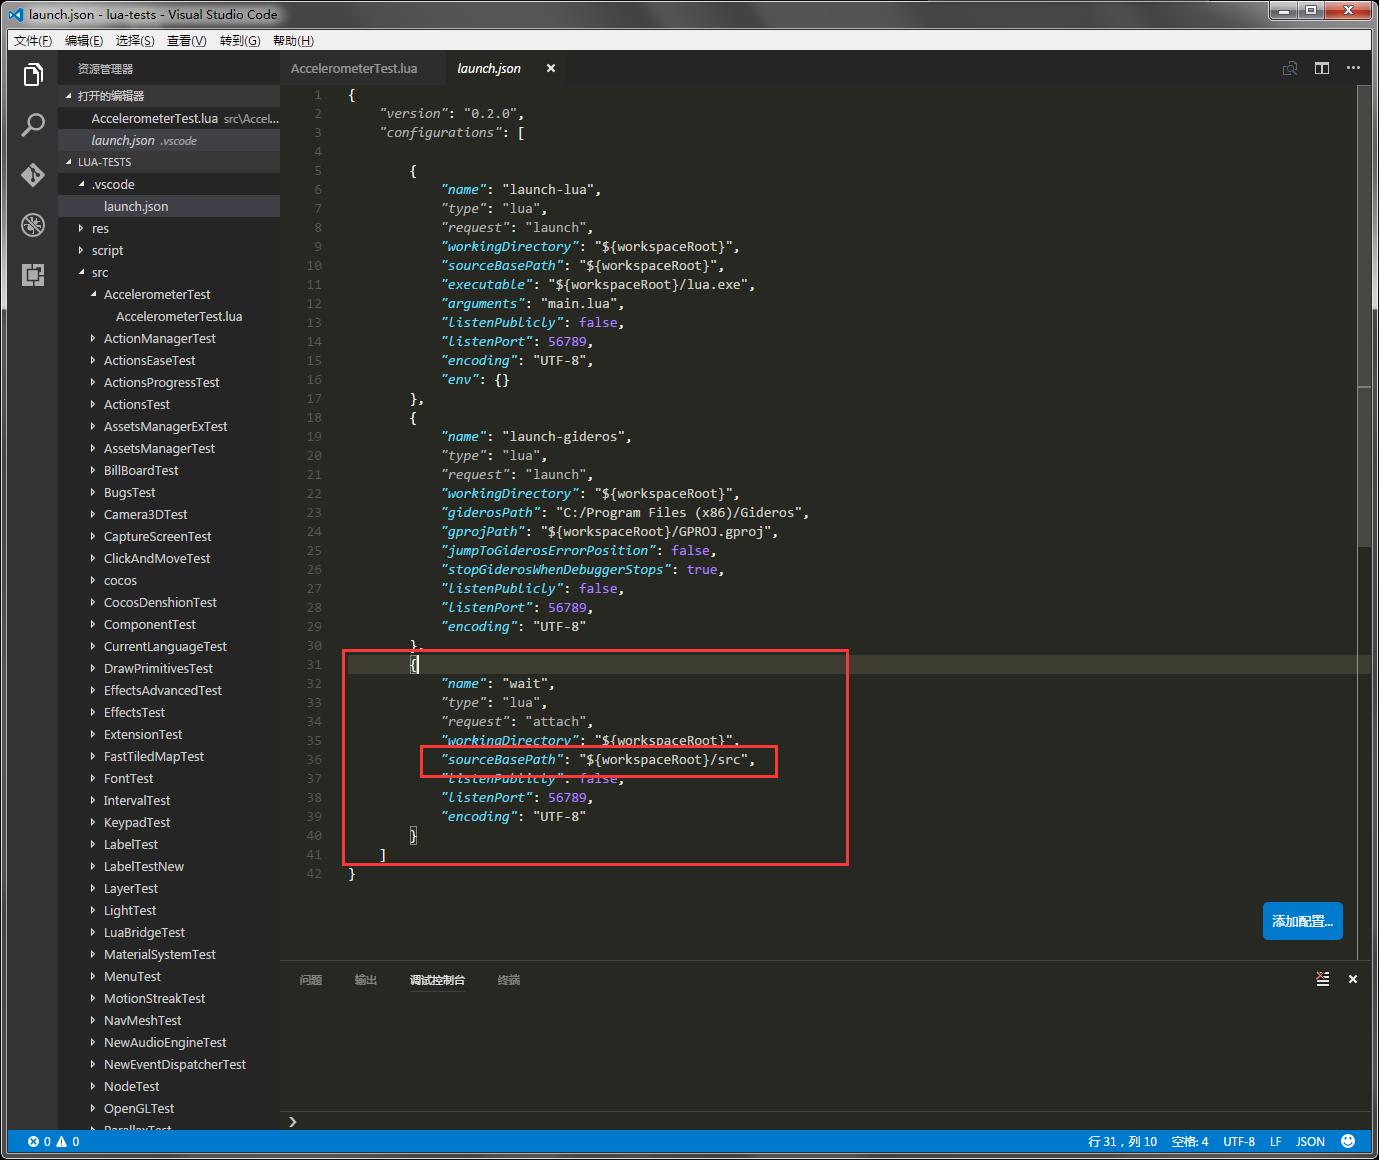 launch.json - lua-tests - Visual Studio Code
文件(F) 编辑(E) 选择(S) 查看(V) 转到(G) 帮助(H)
资源管理器
打开的编辑器
AccelerometerTest.lua src\Accel...
launch.json .vscode
LUA-TESTS
.vscode
launch.json
res
script
src
AccelerometerTest
AccelerometerTest.lua
ActionManagerTest
ActionsEaseTest
ActionsProgressTest
ActionsTest
AssetsManagerExTest
AssetsManagerTest
BillBoardTest
BugsTest
Camera3DTest
CaptureScreenTest
ClickAndMoveTest
cocos
CocosDenshionTest
ComponentTest
CurrentLanguageTest
DrawPrimitivesTest
EffectsAdvancedTest
EffectsTest
ExtensionTest
FastTiledMapTest
FontTest
IntervalTest
KeypadTest
LabelTest
LabelTestNew
LayerTest
LightTest
LuaBridgeTest
MaterialSystemTest
MenuTest
MotionStreakTest
NavMeshTest
NewAudioEngineTest
NewEventDispatcherTest
NodeTest
OpenGLTest
ParallaxTest
AccelerometerTest.lua launch.json
1 {
2 "version": "0.2.0",
3 "configurations": [
4
5 {
6 "name": "launch-lua",
7 "type": "lua",
8 "request": "launch",
9 "workingDirectory": "${workspaceRoot}",
10 "sourceBasePath": "${workspaceRoot}",
11 "executable": "${workspaceRoot}/lua.exe",
12 "arguments": "main.lua",
13 "listenPublicly": false,
14 "listenPort": 56789,
15 "encoding": "UTF-8",
16 "env": {}
17 },
18 {
19 "name": "launch-gideros",
20 "type": "lua",
21 "request": "launch",
22 "workingDirectory": "${workspaceRoot}",
23 "giderosPath": "C:/Program Files (x86)/Gideros",
24 "gprojPath": "${workspaceRoot}/GPROJ.gproj",
25 "jumpToGiderosErrorPosition": false,
26 "stopGiderosWhenDebuggerStops": true,
27 "listenPublicly": false,
28 "listenPort": 56789,
29 "encoding": "UTF-8"
30 },
31 {
32 "name": "wait",
33 "type": "lua",
34 "request": "attach",
35 "workingDirectory": "${workspaceRoot}",
36 "sourceBasePath": "${workspaceRoot}/src",
37 "listenPublicly": false,
38 "listenPort": 56789,
39 "encoding": "UTF-8"
40 }
41 ]
42 }
添加配置...
问题 输出 调试控制台 终端
0 0 行 31，列 10 空格: 4 UTF-8 LF JSON